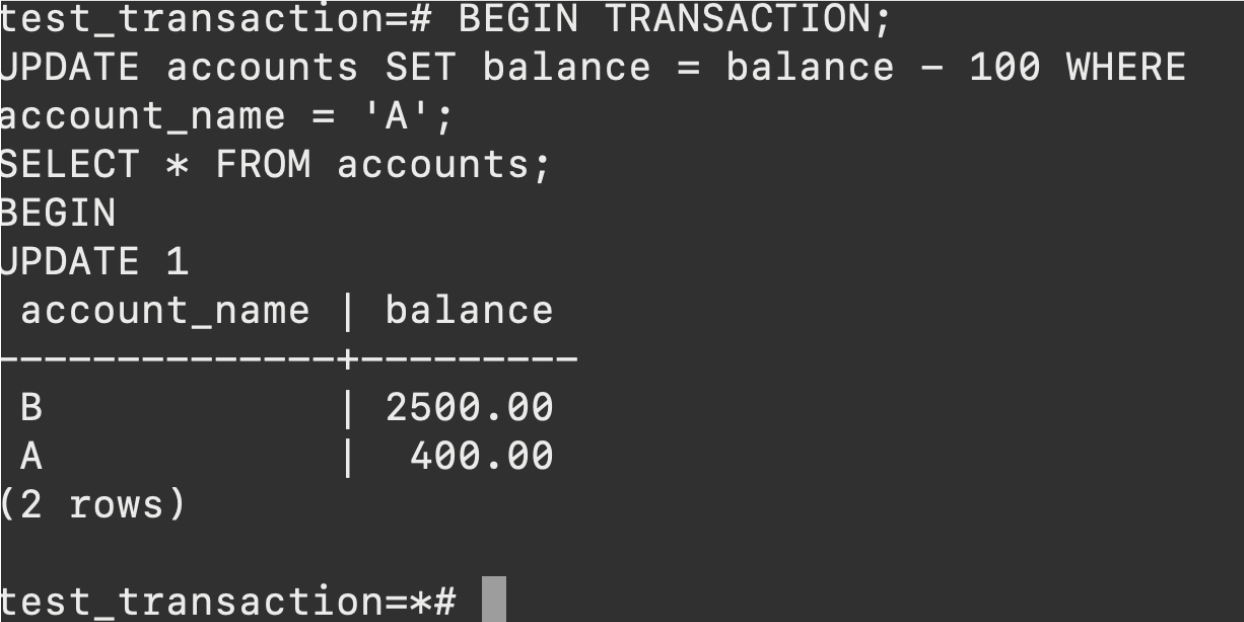 test_transaction=# BEGIN TRANSACTION;
UPDATE accounts SET balance = balance - 100 WHERE
account_name = 'A';
SELECT * FROM accounts;
BEGIN
UPDATE 1
 account_name | balance
--------------+---------
 B            | 2500.00
 A            |  400.00
(2 rows)

test_transaction=*#